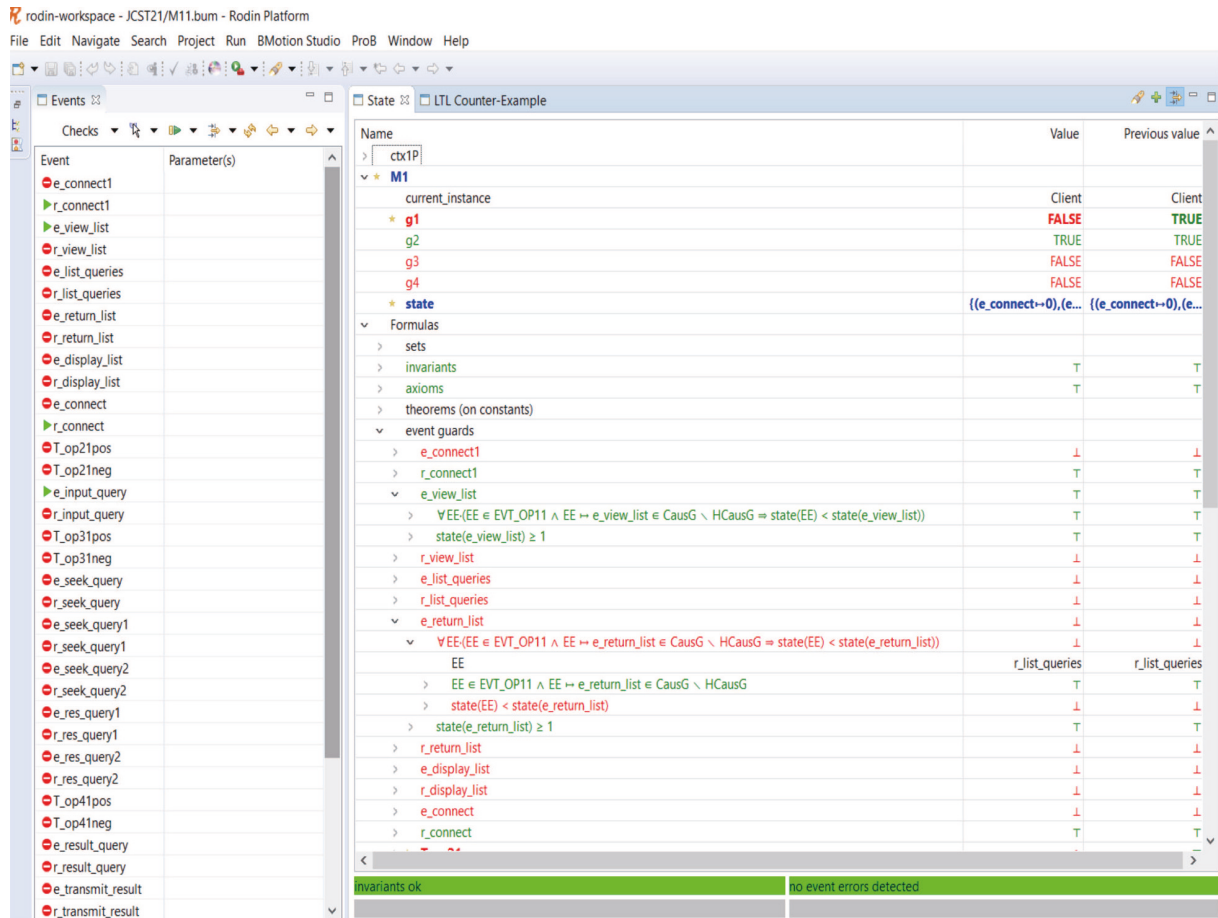 rodin-workspace - JCST21/M11.bum - Rodin Platform
File Edit Navigate Search Project Run BMotion Studio ProB Window Help
Events
Checks
Event Parameter(s)
e_connect1
r_connect1
e_view_list
r_view_list
e_list_queries
r_list_queries
e_return_list
r_return_list
e_display_list
r_display_list
e_connect
r_connect
T_op21pos
T_op21neg
e_input_query
r_input_query
T_op31pos
T_op31neg
e_seek_query
r_seek_query
e_seek_query1
r_seek_query1
e_seek_query2
r_seek_query2
e_res_query1
r_res_query1
e_res_query2
r_res_query2
T_op41pos
T_op41neg
e_result_query
r_result_query
e_transmit_result
r_transmit_result
State LTL Counter-Example
Name Value Previous value
ctx1P
* M1
current_instance Client Client
* g1 FALSE TRUE
g2 TRUE TRUE
g3 FALSE FALSE
g4 FALSE FALSE
* state {(e_connect↦0),(e... {(e_connect↦0),(e...
Formulas
sets
invariants ⊤ ⊤
axioms ⊤ ⊤
theorems (on constants)
event guards
e_connect1 ⊥ ⊥
r_connect1 ⊤ ⊤
e_view_list ⊤ ⊤
∀EE·(EE ∈ EVT_OP11 ∧ EE ↦ e_view_list ∈ CausG ∖ HCausG ⇒ state(EE) < state(e_view_list)) ⊤ ⊤
state(e_view_list) ≥ 1 ⊤ ⊤
r_view_list ⊥ ⊥
e_list_queries ⊥ ⊥
r_list_queries ⊥ ⊥
e_return_list ⊥ ⊥
∀EE·(EE ∈ EVT_OP11 ∧ EE ↦ e_return_list ∈ CausG ∖ HCausG ⇒ state(EE) < state(e_return_list)) ⊥ ⊥
EE r_list_queries r_list_queries
EE ∈ EVT_OP11 ∧ EE ↦ e_return_list ∈ CausG ∖ HCausG ⊤ ⊤
state(EE) < state(e_return_list) ⊥ ⊥
state(e_return_list) ≥ 1 ⊤ ⊤
r_return_list ⊥ ⊥
e_display_list ⊥ ⊥
r_display_list ⊥ ⊥
e_connect ⊥ ⊥
r_connect ⊤ ⊤
invariants ok no event errors detected